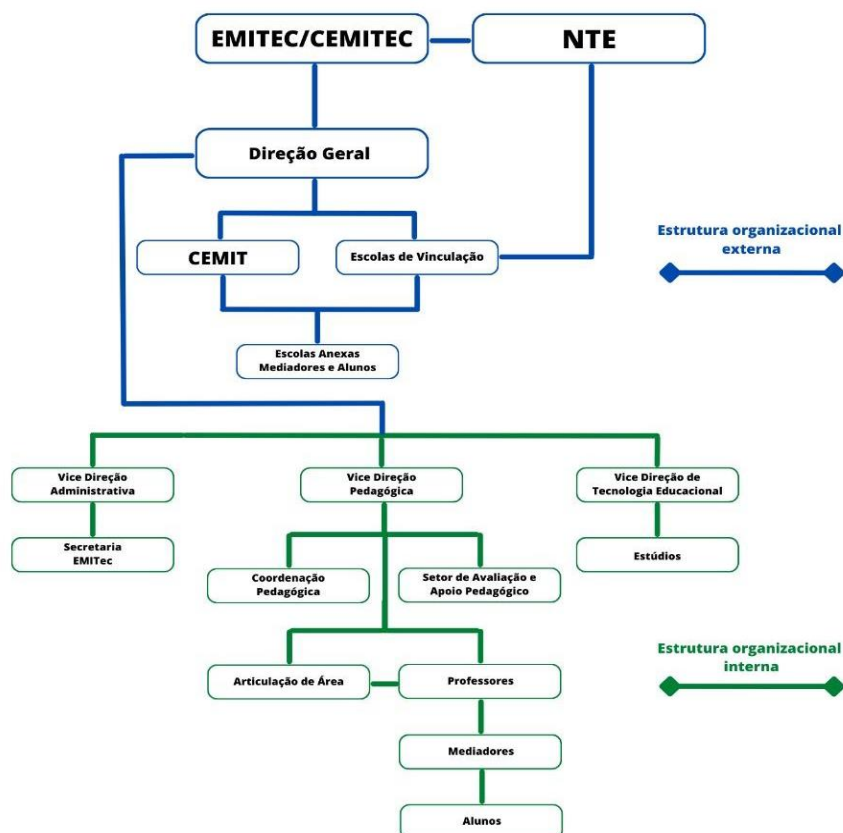 EMITEC/CEMITEC
NTE
Direção Geral
CEMIT
Escolas de Vinculação
Estrutura organizacional
externa
Escolas Anexas
Mediadores e Alunos
Vice Direção
Administrativa
Vice Direção
Pedagógica
Vice Direção de
Tecnologia Educacional
Secretaria
EMITec
Estúdios
Coordenação
Pedagógica
Setor de Avaliação e
Apoio Pedagógico
Estrutura organizacional
interna
Articulação de Área
Professores
Mediadores
Alunos